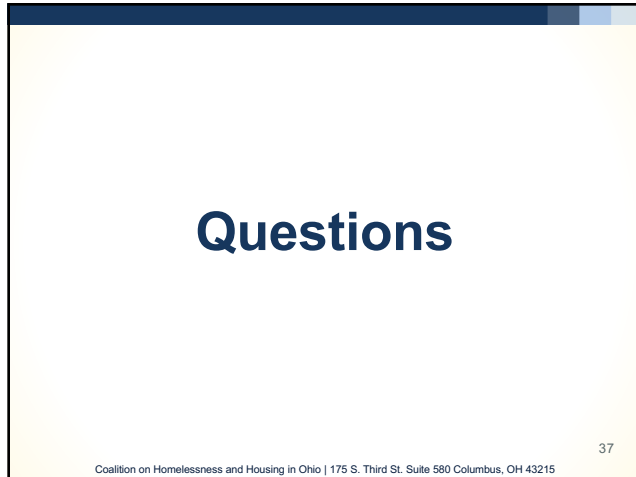 Questions
37
Coalition on Homelessness and Housing in Ohio | 175 S. Third St. Suite 580 Columbus, OH 43215